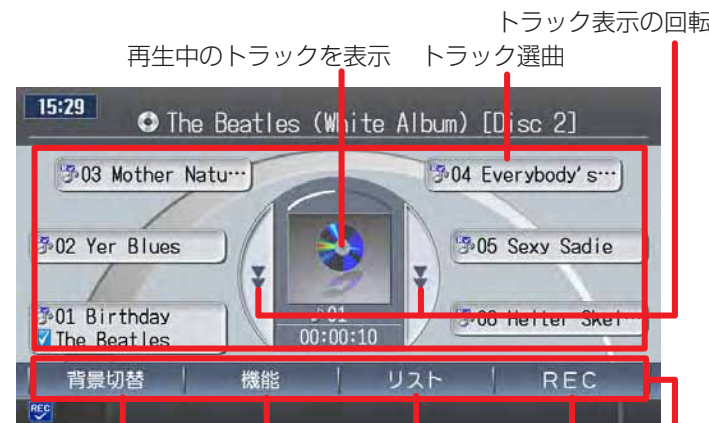 トラック表示の回転
再生中のトラックを表示 トラック選曲
15:29
The Beatles (White Album) [Disc 2]
03 Mother Natu… 04 Everybody's…
02 Yer Blues 05 Sexy Sadie
01 Birthday 01 06 Helter Skel…
The Beatles 00:00:10
背景切替 機能 リスト REC
REC